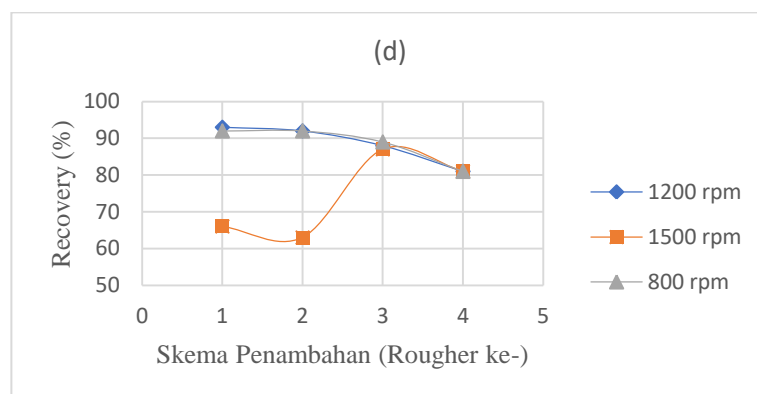 (d)
Recovery (%)
100
90
80
70
60
50
0 1 2 3 4 5
Skema Penambahan (Rougher ke-)
1200 rpm
1500 rpm
800 rpm